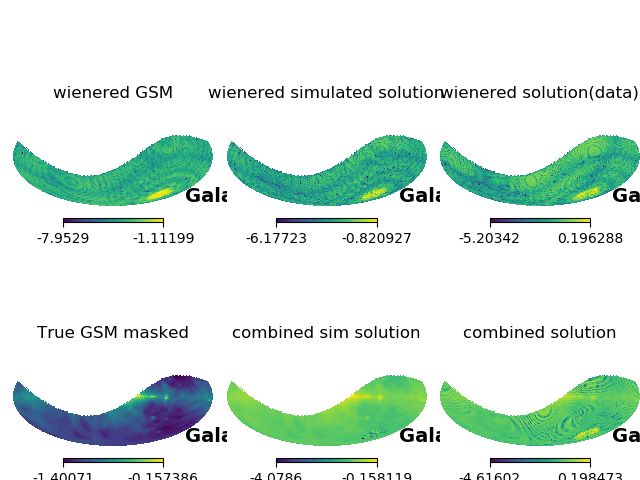 wienered GSM
wienered simulated solution
wienered solution(data)
Gala
Gala
Ga
-7.9529
-1.11199
-6.17723
-0.820927
-5.20342
0.196288
True GSM masked
combined sim solution
combined solution
Gala
Gala
Ga
-1.40071
-0.157386
-4.0786
-0.158119
-4.61602
0.198473